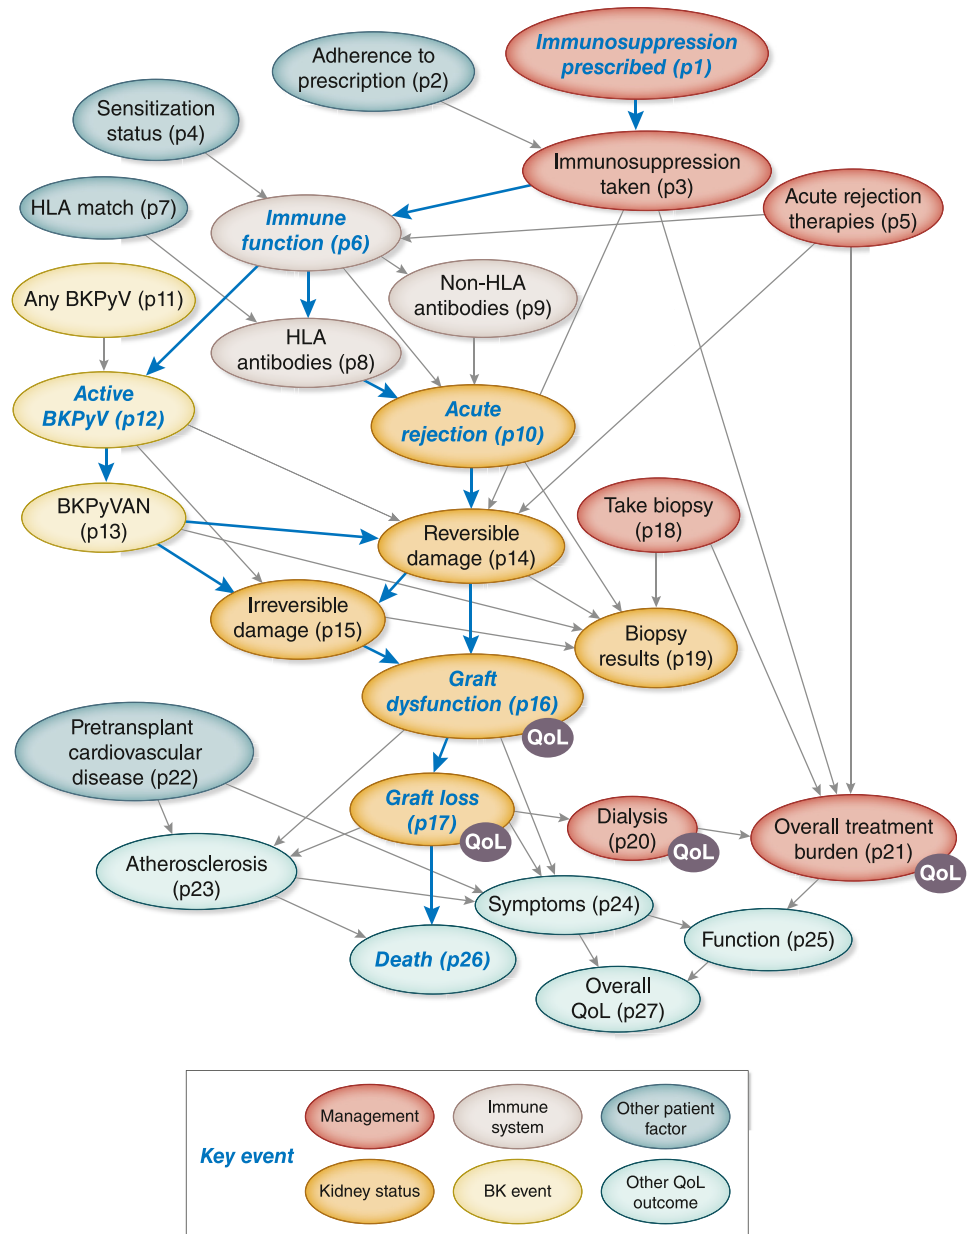 Immunosuppression
prescribed (p1)
Adherence to
prescription (p2)
Sensitization
status (p4)
Immunosuppression
taken (p3)
Acute rejection
therapies (p5)
HLA match (p7)
Immune
function (p6)
Any BKPyV (p11)
Non-HLA
antibodies (p9)
HLA
antibodies (p8)
Active
BKPyV (p12)
Acute
rejection (p10)
BKPyVAN
(p13)
Take biopsy
(p18)
Reversible
damage (p14)
Irreversible
damage (p15)
Biopsy
results (p19)
Graft
dysfunction (p16)
QoL
Pretransplant
cardiovascular
disease (p22)
Graft loss
(p17)
QoL
Dialysis
(p20)
QoL
Overall treatment
burden (p21)
QoL
Atherosclerosis
(p23)
Symptoms (p24)
Function (p25)
Death (p26)
Overall
QoL (p27)
Key event
Management
Immune
system
Other patient
factor
Kidney status
BK event
Other QoL
outcome